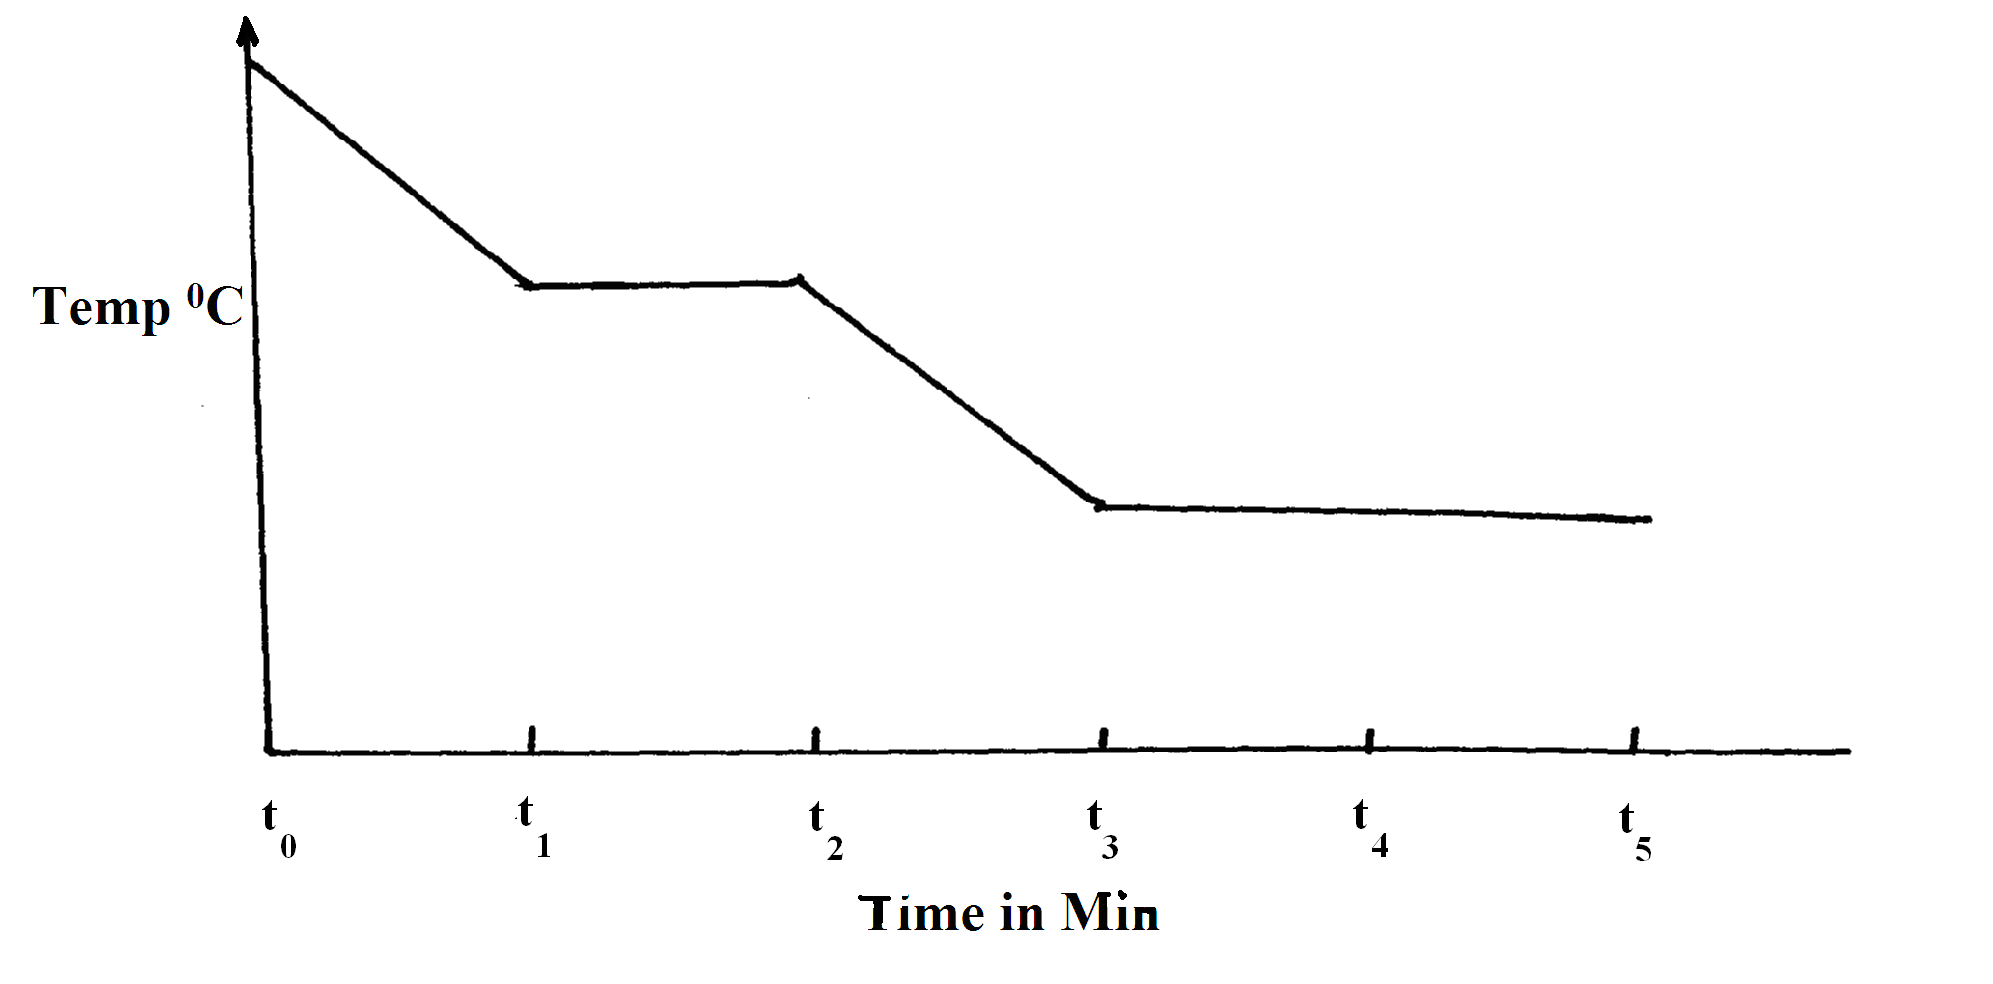 Temp ⁰C
t₀ t₁ t₂ t₃ t₄ t₅
Time in Min